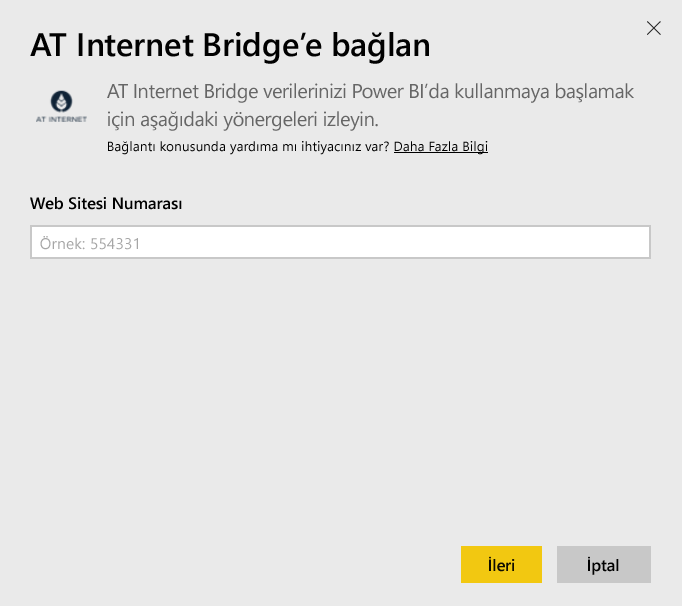 AT Internet Bridge’e bağlan
AT INTERNET
AT Internet Bridge verilerinizi Power BI’da kullanmaya başlamak
için aşağıdaki yönergeleri izleyin.
Bağlantı konusunda yardıma mı ihtiyacınız var? Daha Fazla Bilgi
Web Sitesi Numarası
Örnek: 554331
İleri
İptal